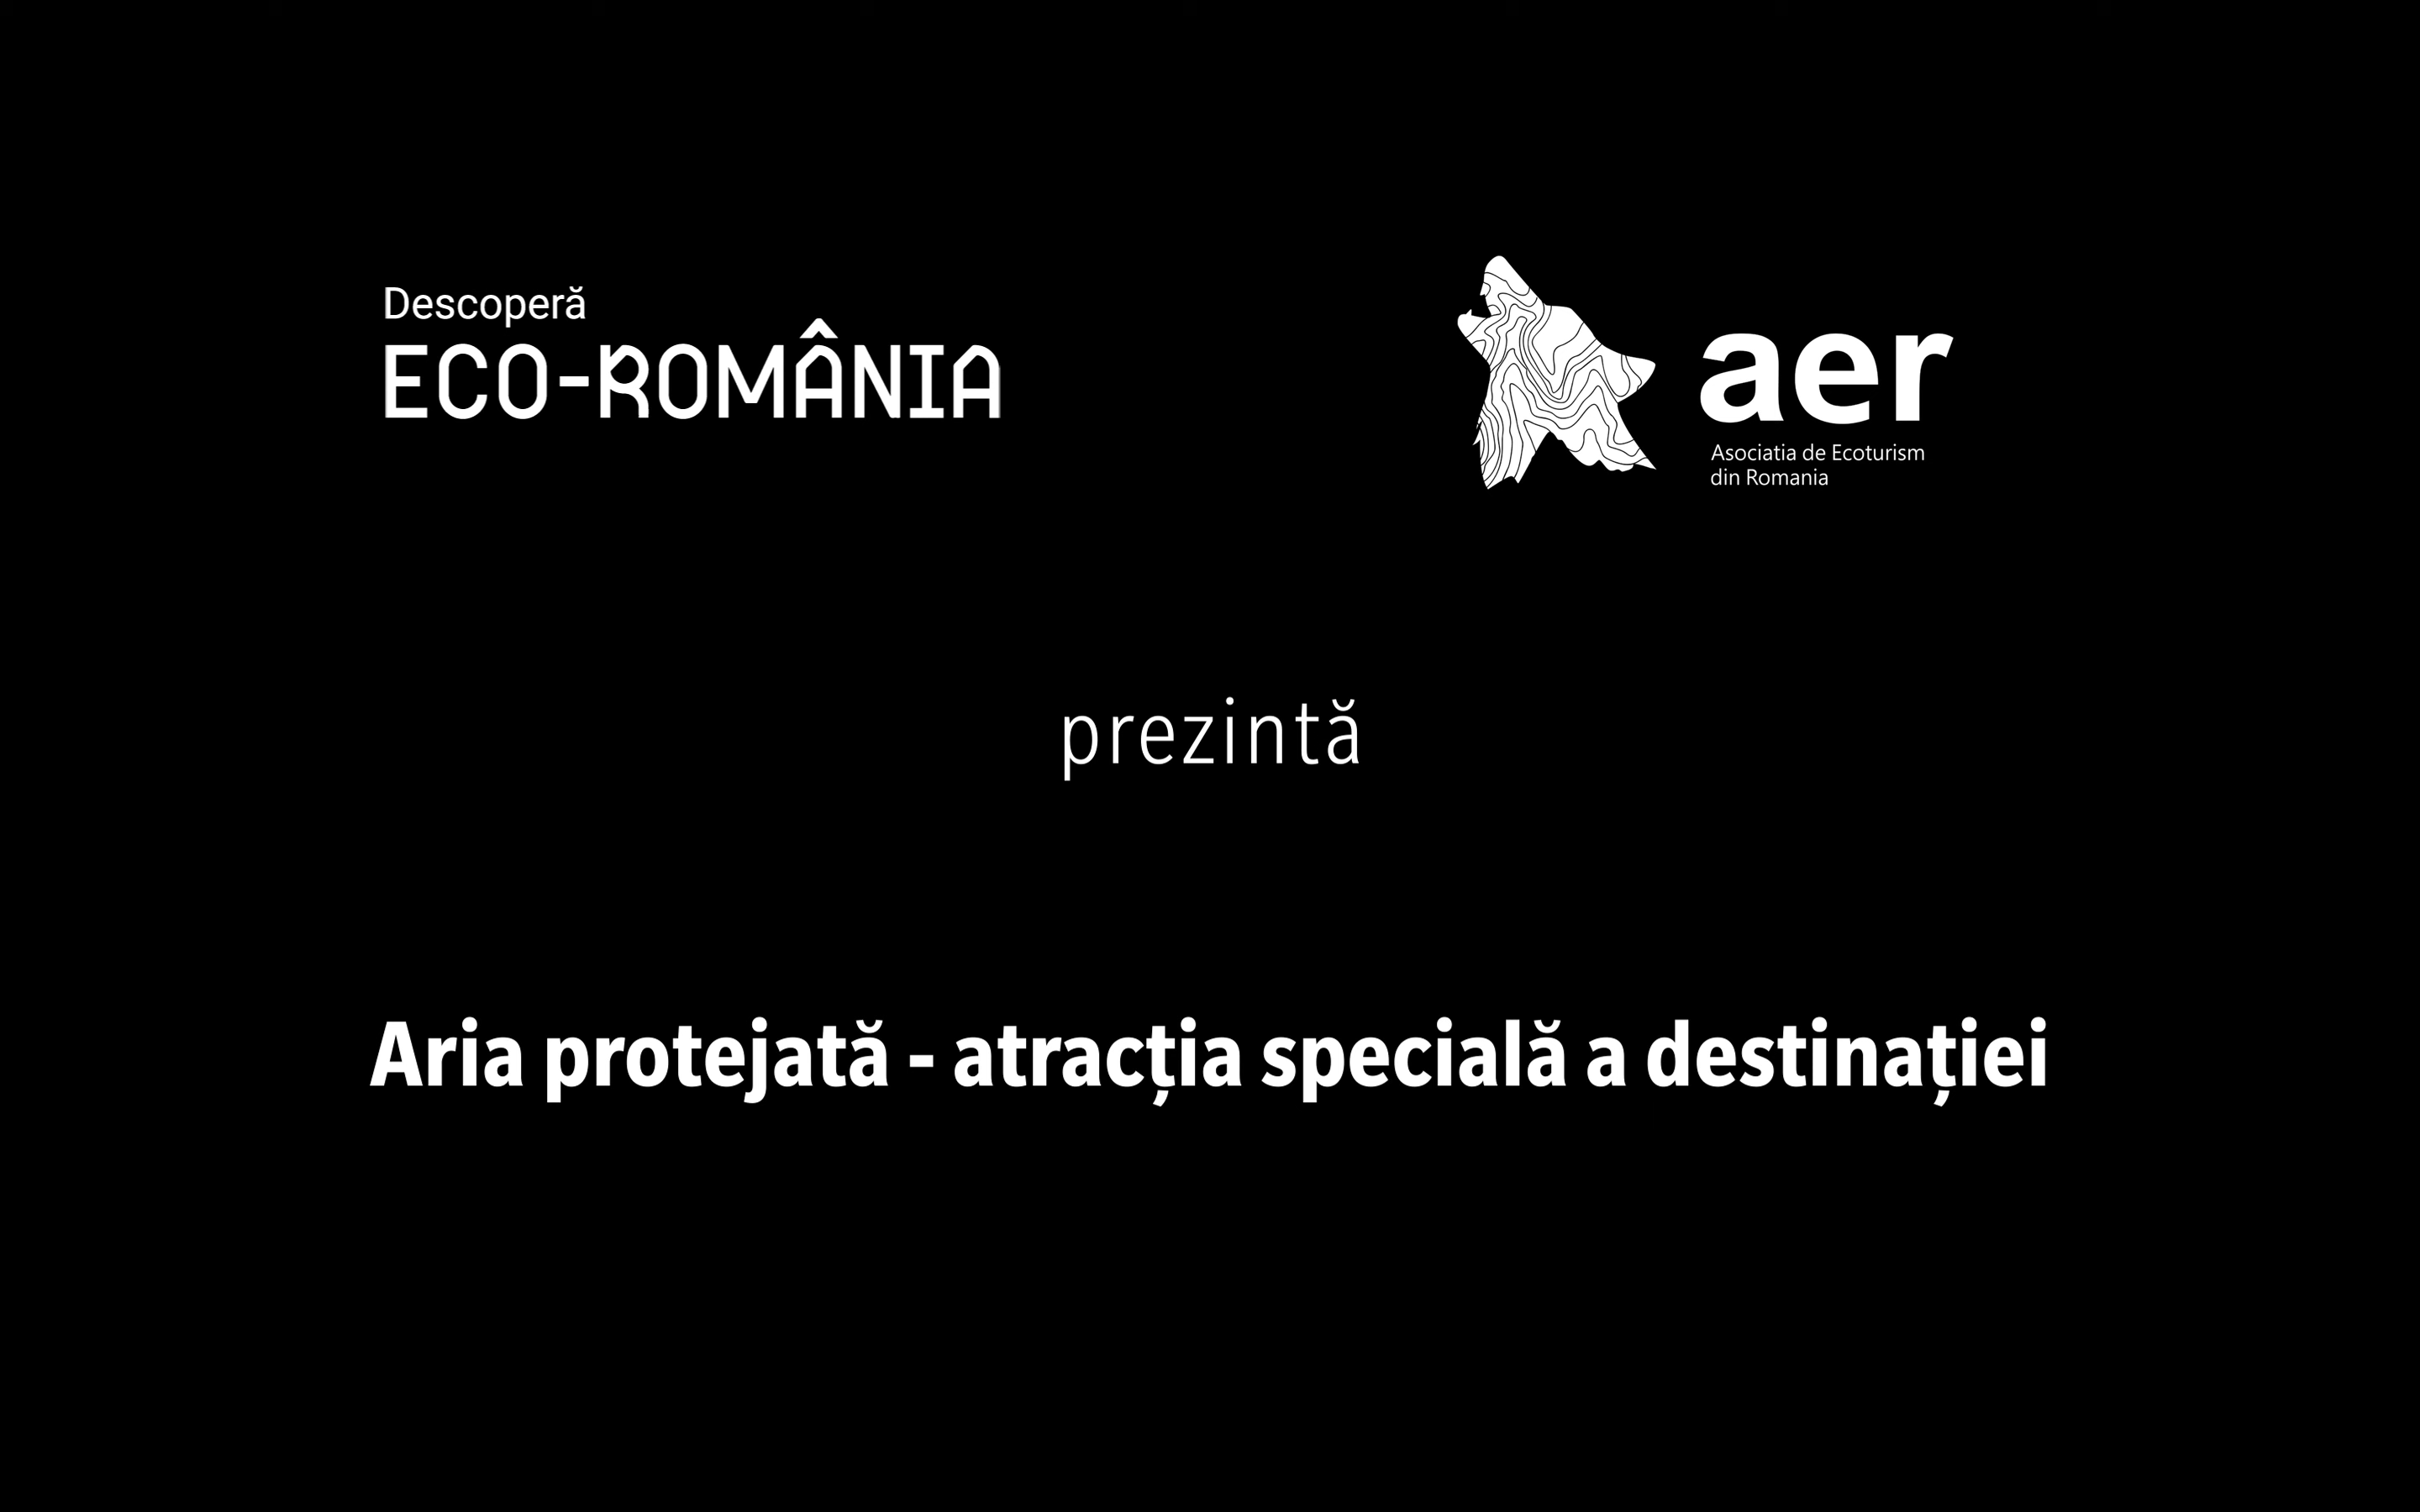 Descoperă
ECO-ROMÂNIA
aer
Asociatia de Ecoturism
din Romania
prezintă
Aria protejată - atracția specială a destinației